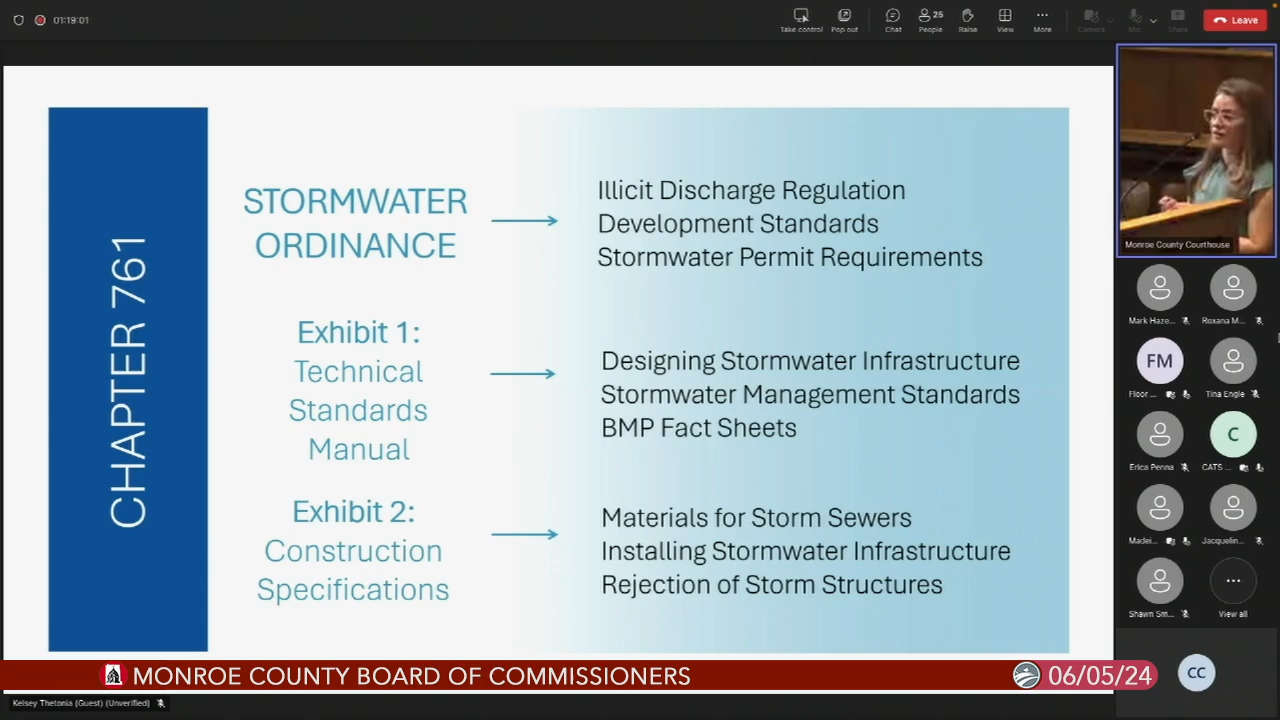 01:19:01
Take control
Pop out
Chat
25
People
Raise
View
More
Camera
Mic
Share
Leave
CHAPTER 761
STORMWATER
ORDINANCE
Illicit Discharge Regulation
Development Standards
Stormwater Permit Requirements
Exhibit 1:
Technical
Standards
Manual
Designing Stormwater Infrastructure
Stormwater Management Standards
BMP Fact Sheets
Exhibit 2:
Construction
Specifications
Materials for Storm Sewers
Installing Stormwater Infrastructure
Rejection of Storm Structures
Monroe County Courthouse
Mark Haze...
Roxana M...
FM
Floor ...
Tina Engle
Erica Penna
C
CATS ...
Madei...
Jacquelin...
Shawn Sm...
...
View all
CC
MONROE COUNTY BOARD OF COMMISSIONERS
06/05/24
Kelsey Thetonia (Guest) (Unverified)